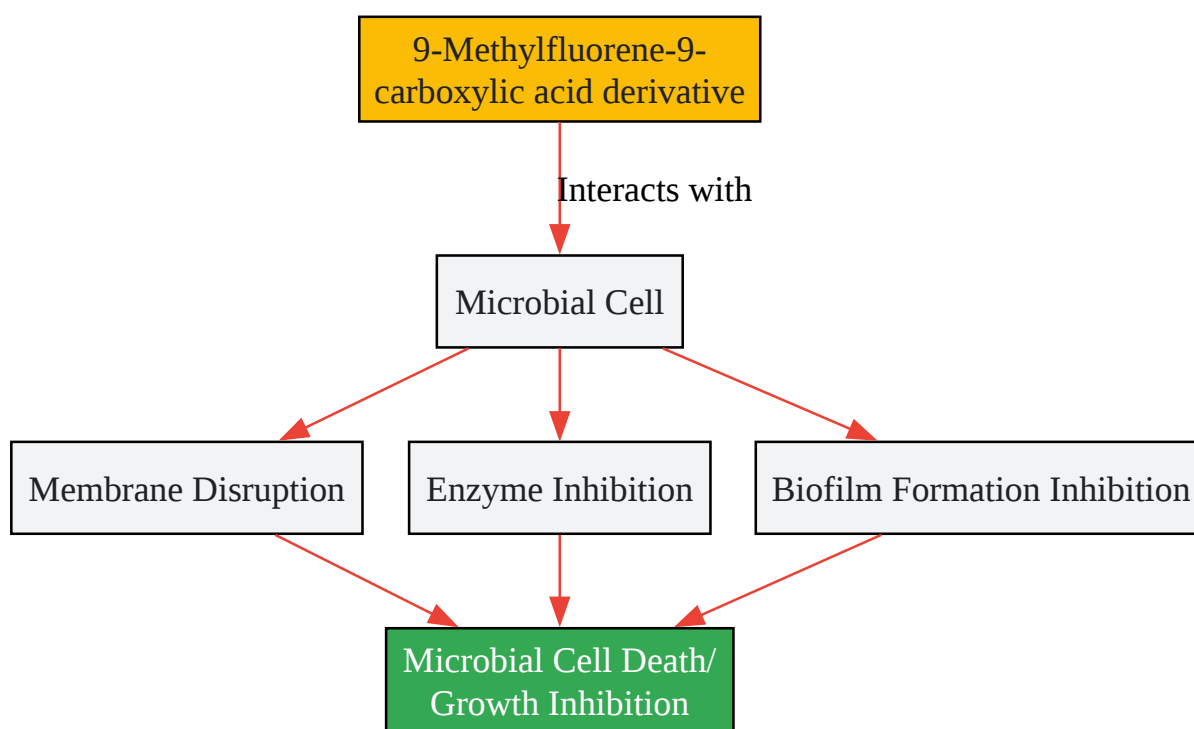 9-Methylfluorene-9-
carboxylic acid derivative
Interacts with
Microbial Cell
Membrane Disruption
Enzyme Inhibition
Biofilm Formation Inhibition
Microbial Cell Death/
Growth Inhibition